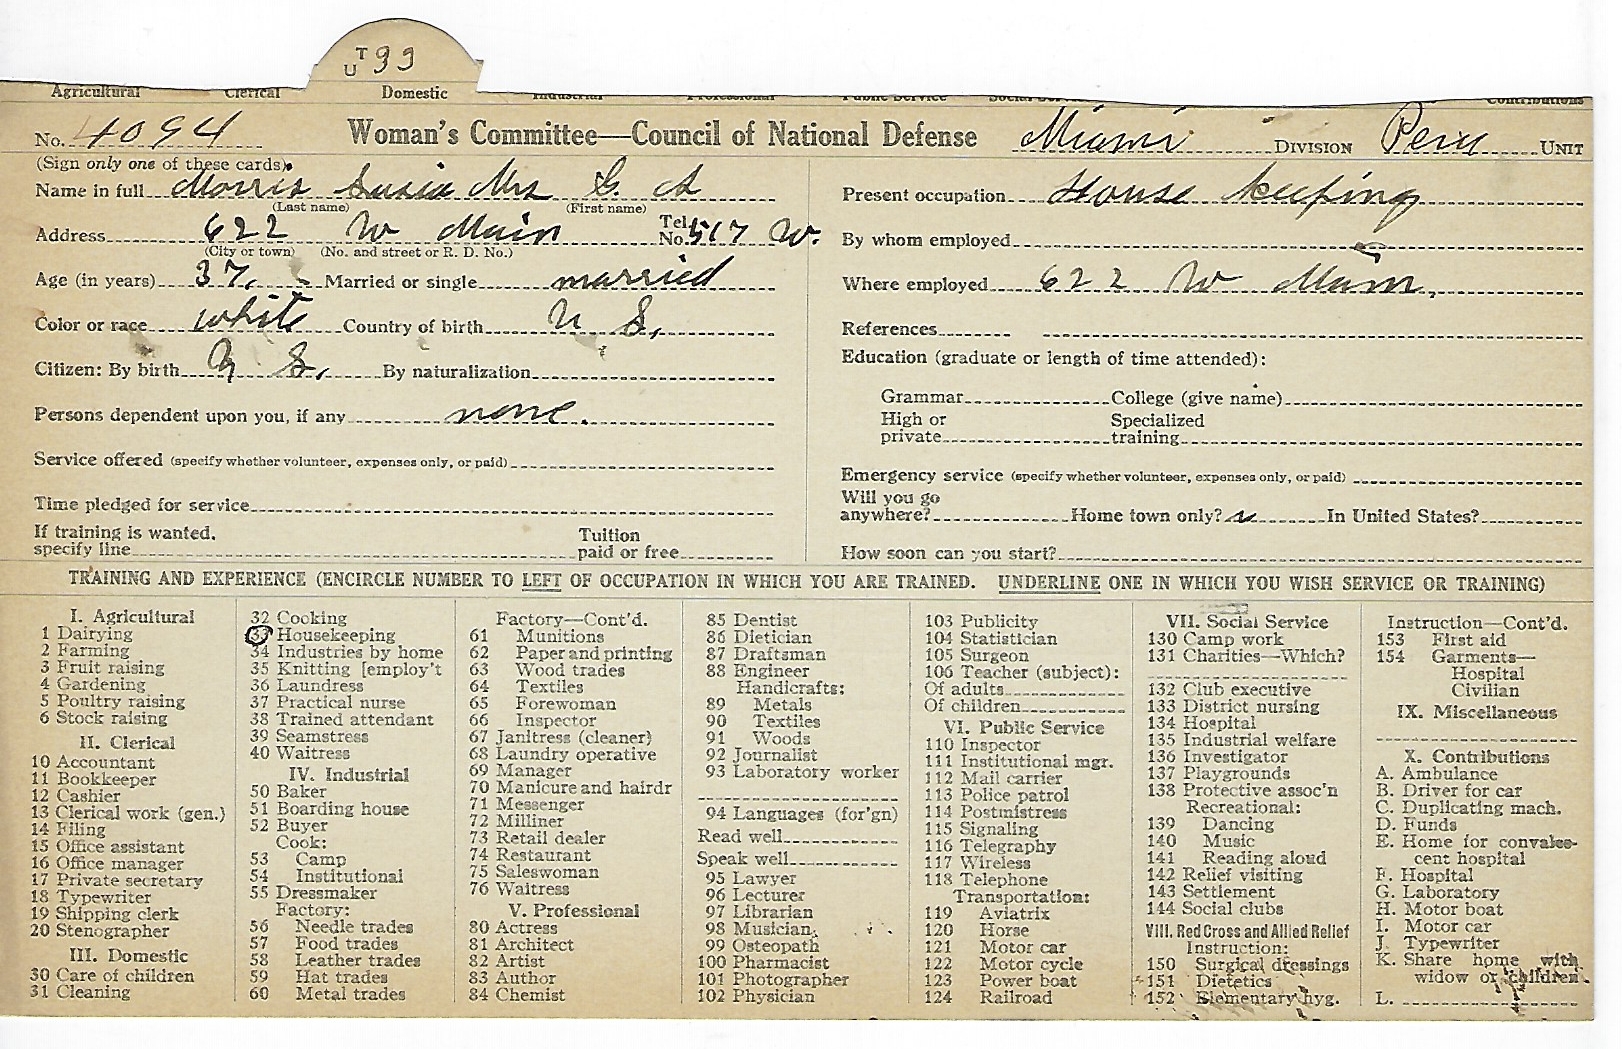 T
U 33
Agricultural Clerical Domestic Industrial Professional Public Service Social Ser Contributions
No. 4094 Woman's Committee—Council of National Defense Miami DIVISION Peru UNIT
(Sign only one of these cards)
Name in full Morris Susie Mrs G. A
(Last name) (First name)
Address 622 W Main Tel. No. 517 W.
(City or town) (No. and street or R. D. No.)
Age (in years) 37. Married or single married
Color or race white Country of birth U S.
Citizen: By birth U S. By naturalization
Persons dependent upon you, if any none.
Service offered (specify whether volunteer, expenses only, or paid)
Time pledged for service
If training is wanted, specify line Tuition paid or free
Present occupation House keeping
By whom employed
Where employed 622 W Main.
References
Education (graduate or length of time attended):
Grammar College (give name)
High or private Specialized training
Emergency service (specify whether volunteer, expenses only, or paid)
Will you go anywhere? Home town only? In United States?
How soon can you start?
TRAINING AND EXPERIENCE (ENCIRCLE NUMBER TO LEFT OF OCCUPATION IN WHICH YOU ARE TRAINED. UNDERLINE ONE IN WHICH YOU WISH SERVICE OR TRAINING)
I. Agricultural
1 Dairying
2 Farming
3 Fruit raising
4 Gardening
5 Poultry raising
6 Stock raising
II. Clerical
10 Accountant
11 Bookkeeper
12 Cashier
13 Clerical work (gen.)
14 Filing
15 Office assistant
16 Office manager
17 Private secretary
18 Typewriter
19 Shipping clerk
20 Stenographer
III. Domestic
30 Care of children
31 Cleaning
32 Cooking
33 Housekeeping
34 Industries by home
35 Knitting [employ't
36 Laundress
37 Practical nurse
38 Trained attendant
39 Seamstress
40 Waitress
IV. Industrial
50 Baker
51 Boarding house
52 Buyer
Cook:
53 Camp
54 Institutional
55 Dressmaker
Factory:
56 Needle trades
57 Food trades
58 Leather trades
59 Hat trades
60 Metal trades
Factory—Cont'd.
61 Munitions
62 Paper and printing
63 Wood trades
64 Textiles
65 Forewoman
66 Inspector
67 Janitress (cleaner)
68 Laundry operative
69 Manager
70 Manicure and hairdr
71 Messenger
72 Milliner
73 Retail dealer
74 Restaurant
75 Saleswoman
76 Waitress
V. Professional
80 Actress
81 Architect
82 Artist
83 Author
84 Chemist
85 Dentist
86 Dietician
87 Draftsman
88 Engineer
Handicrafts:
89 Metals
90 Textiles
91 Woods
92 Journalist
93 Laboratory worker
94 Languages (for'gn)
Read well
Speak well
95 Lawyer
96 Lecturer
97 Librarian
98 Musician
99 Osteopath
100 Pharmacist
101 Photographer
102 Physician
103 Publicity
104 Statistician
105 Surgeon
106 Teacher (subject):
Of adults
Of children
VI. Public Service
110 Inspector
111 Institutional mgr.
112 Mail carrier
113 Police patrol
114 Postmistress
115 Signaling
116 Telegraphy
117 Wireless
118 Telephone
Transportation:
119 Aviatrix
120 Horse
121 Motor car
122 Motor cycle
123 Power boat
124 Railroad
VII. Social Service
130 Camp work
131 Charities—Which?
132 Club executive
133 District nursing
134 Hospital
135 Industrial welfare
136 Investigator
137 Playgrounds
138 Protective assoc'n
Recreational:
139 Dancing
140 Music
141 Reading aloud
142 Relief visiting
143 Settlement
144 Social clubs
VIII. Red Cross and Allied Relief
Instruction:
150 Surgical dressings
151 Dietetics
152 Elementary hyg.
Instruction—Cont'd.
153 First aid
154 Garments—
Hospital
Civilian
IX. Miscellaneous
X. Contributions
A. Ambulance
B. Driver for car
C. Duplicating mach.
D. Funds
E. Home for convales-
cent hospital
F. Hospital
G. Laboratory
H. Motor boat
I. Motor car
J. Typewriter
K. Share home with
widow or children
L.